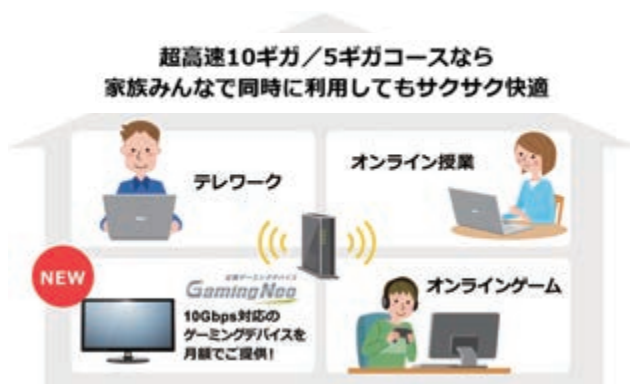 超高速10ギガ／5ギガコースなら
家族みんなで同時に利用してもサクサク快適
テレワーク
オンライン授業
NEW
GamingNeo
10Gbps対応の
ゲーミングデバイスを
月額でご提供！
オンラインゲーム